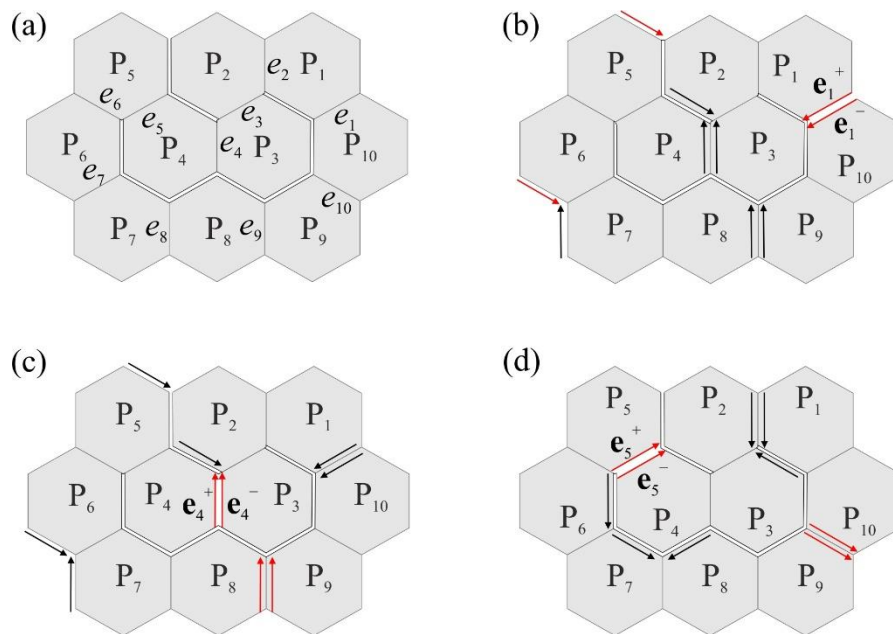 (a)
P5 P2 e2 P1
e6 e3 e1
e5
P6 P4 e4 P3 P10
e7 e10
P7 e8 P8 e9 P9
(b)
P5 P2 P1 e1+
e1−
P6 P4 P3 P10
P7 P8 P9
(c)
P5 P2 P1
P6 P4 e4+ e4− P3 P10
P7 P8 P9
(d)
P5 P2 P1
e5+
e5−
P6 P4 P3 P10
P7 P8 P9